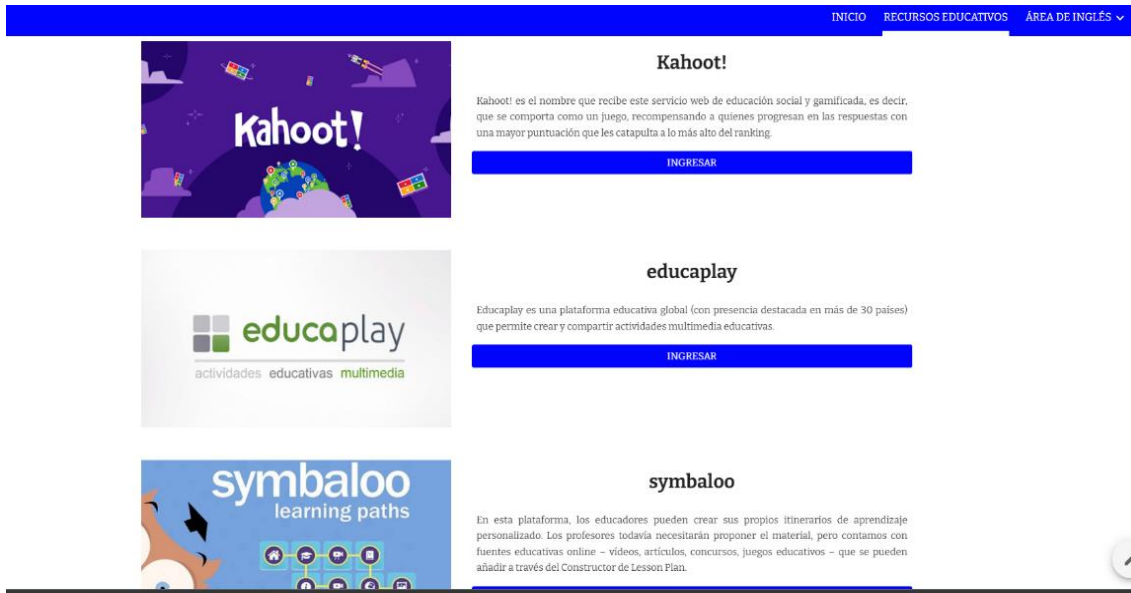 INICIO RECURSOS EDUCATIVOS ÁREA DE INGLÉS
Kahoot!
Kahoot!
Kahoot! es el nombre que recibe este servicio web de educación social y gamificada, es decir,
que se comporta como un juego, recompensando a quienes progresan en las respuestas con
una mayor puntuación que les catapulta a lo más alto del ranking.
INGRESAR
educaplay
actividades educativas multimedia
educaplay
Educaplay es una plataforma educativa global (con presencia destacada en más de 30 países)
que permite crear y compartir actividades multimedia educativas.
INGRESAR
symbaloo
learning paths
symbaloo
En esta plataforma, los educadores pueden crear sus propios itinerarios de aprendizaje
personalizado. Los profesores todavía necesitarán proponer el material, pero contamos con
fuentes educativas online – vídeos, artículos, concursos, juegos educativos – que se pueden
añadir a través del Constructor de Lesson Plan.